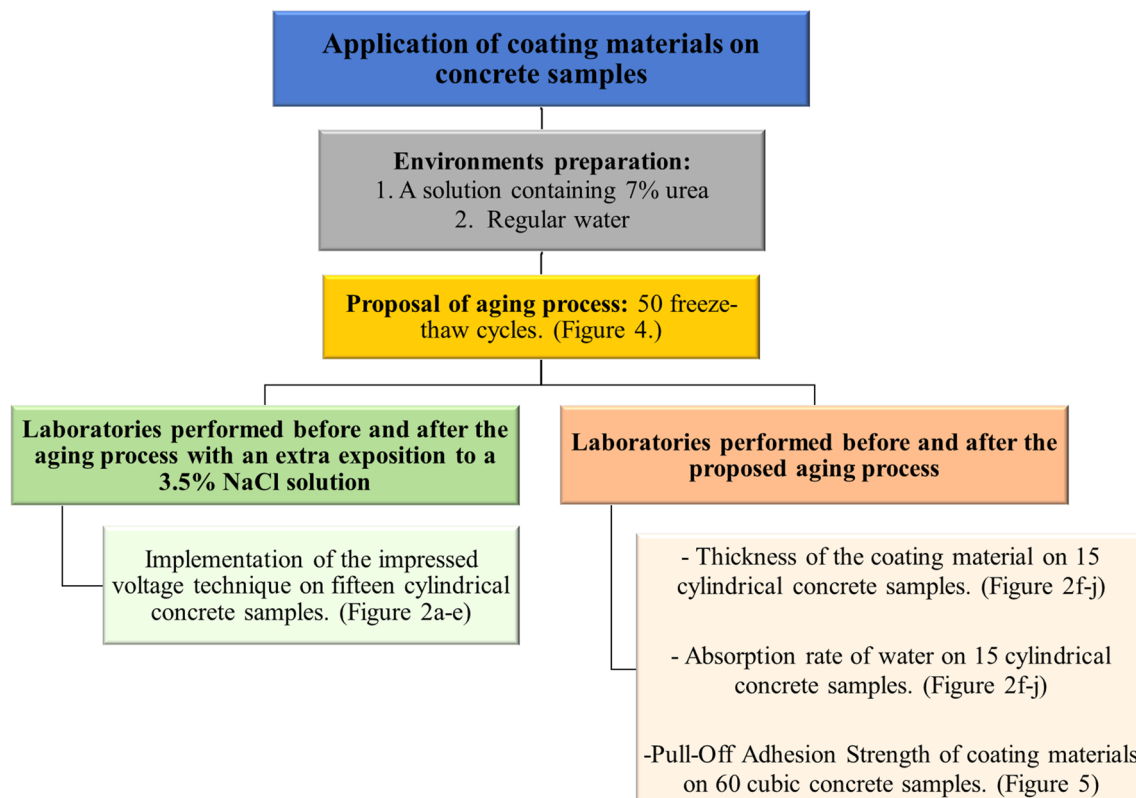 Application of coating materials on
concrete samples
Environments preparation:
1. A solution containing 7% urea
2. Regular water
Proposal of aging process: 50 freeze-
thaw cycles. (Figure 4.)
Laboratories performed before and after the
aging process with an extra exposition to a
3.5% NaCl solution
Implementation of the impressed
voltage technique on fifteen cylindrical
concrete samples. (Figure 2a-e)
Laboratories performed before and after the
proposed aging process
- Thickness of the coating material on 15
cylindrical concrete samples. (Figure 2f-j)
- Absorption rate of water on 15 cylindrical
concrete samples. (Figure 2f-j)
-Pull-Off Adhesion Strength of coating materials
on 60 cubic concrete samples. (Figure 5)